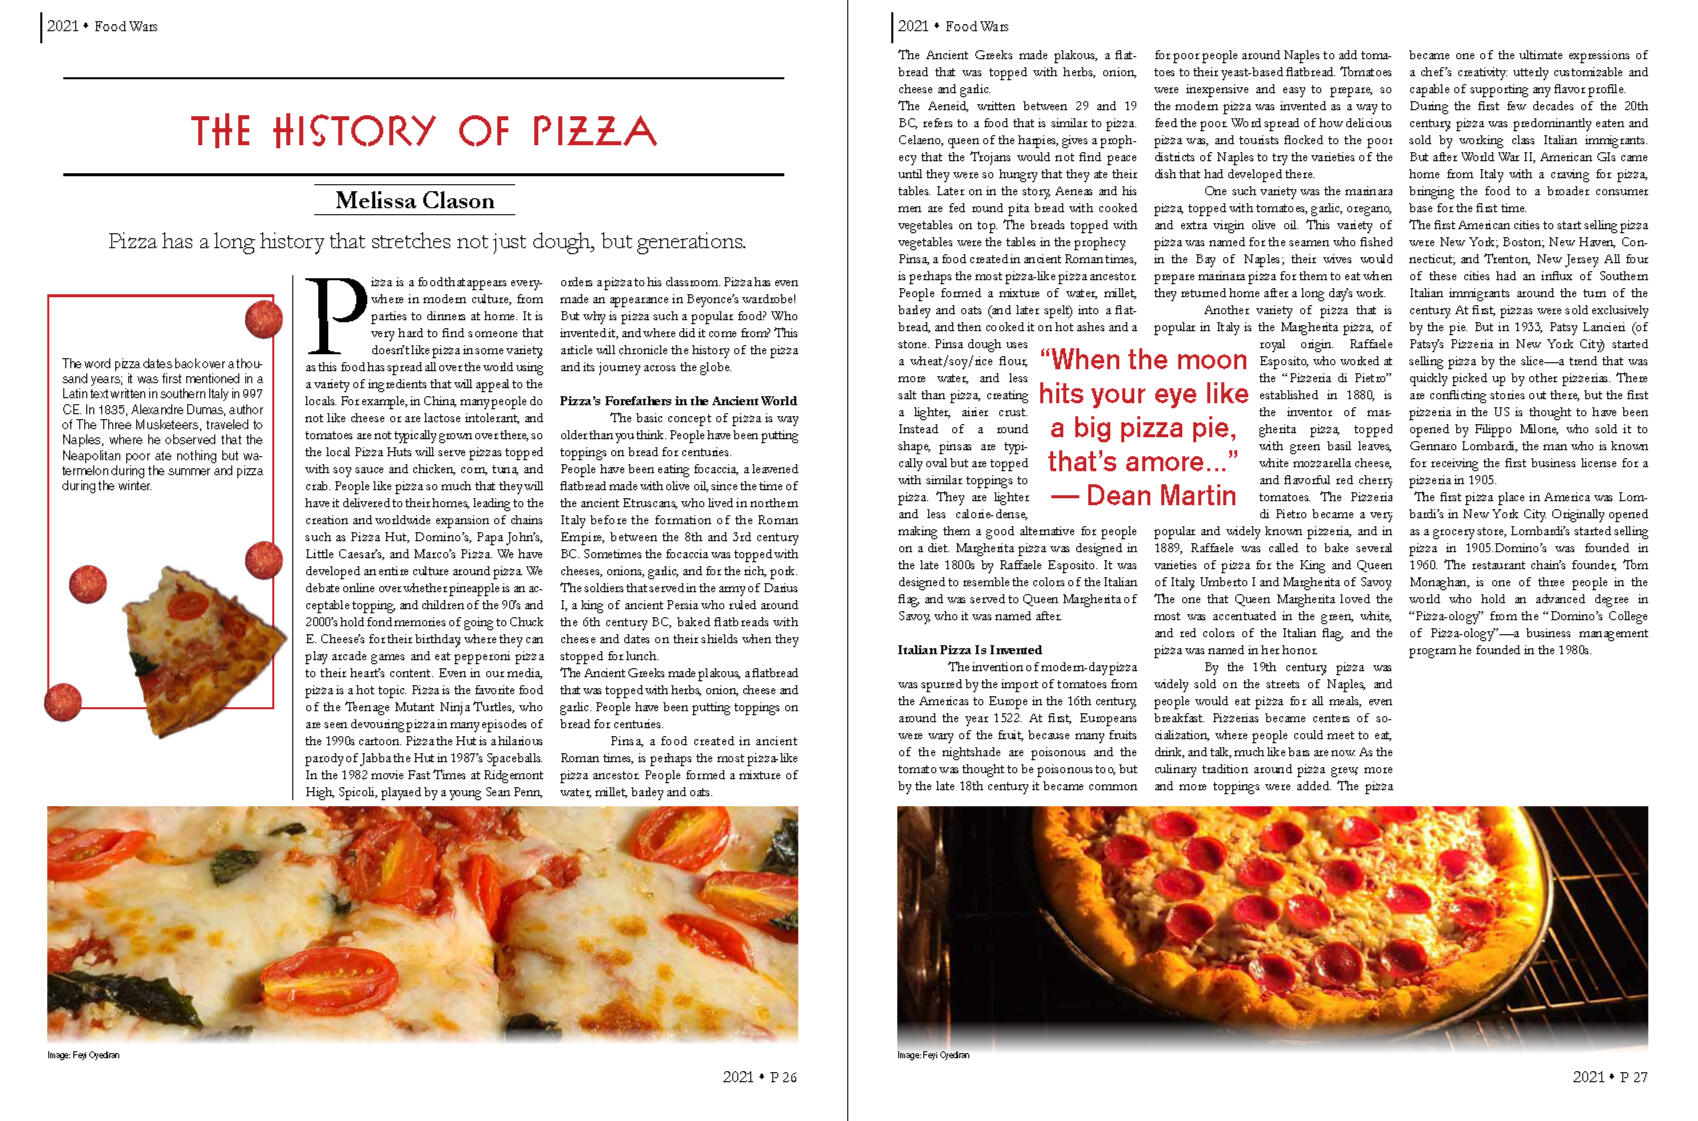 2021 ♦ Food Wars
THE HISTORY OF PIZZA
Melissa Clason
Pizza has a long history that stretches not just dough, but generations.
The word pizza dates back over a thou-
sand years; it was first mentioned in a
Latin text written in southern Italy in 997
CE. In 1835, Alexandre Dumas, author
of The Three Musketeers, traveled to
Naples, where he observed that the
Neapolitan poor ate nothing but wa-
termelon during the summer and pizza
during the winter.
Pizza is a food that appears every-
where in modern culture, from
parties to dinners at home. It is
very hard to find someone that
doesn't like pizza in some variety,
as this food has spread all over the world using
a variety of ingredients that will appeal to the
locals. For example, in China, many people do
not like cheese or are lactose intolerant, and
tomatoes are not typically grown over there, so
the local Pizza Huts will serve pizzas topped
with soy sauce and chicken, corn, tuna, and
crab. People like pizza so much that they will
have it delivered to their homes, leading to the
creation and worldwide expansion of chains
such as Pizza Hut, Domino's, Papa John's,
Little Caesar's, and Marco's Pizza. We have
developed an entire culture around pizza. We
debate online over whether pineapple is an ac-
ceptable topping, and children of the 90's and
2000's hold fond memories of going to Chuck
E. Cheese's for their birthday, where they can
play arcade games and eat pepperoni pizza
to their heart's content. Even in our media,
pizza is a hot topic. Pizza is the favorite food
of the Teenage Mutant Ninja Turtles, who
are seen devouring pizza in many episodes of
the 1990s cartoon. Pizza the Hut is a hilarious
parody of Jabba the Hut in 1987's Spaceballs.
In the 1982 movie Fast Times at Ridgemont
High, Spicoli, playaed by a young Sean Penn,
orders a pizza to his classroom. Pizza has even
made an appearance in Beyonce's wardrobe!
But why is pizza such a popular food? Who
invented it, and where did it come from? This
article will chronicle the history of the pizza
and its journey across the globe.
Pizza's Forefathers in the Ancient World
The basic concept of pizza is way
older than you think. People have been putting
toppings on bread for centuries.
People have been eating focaccia, a leavened
flatbread made with olive oil, since the time of
the ancient Etruscans, who lived in northern
Italy before the formation of the Roman
Empire, between the 8th and 3rd century
BC. Sometimes the focaccia was topped with
cheeses, onions, garlic, and for the rich, pork.
The soldiers that served in the army of Darius
I, a king of ancient Persia who ruled around
the 6th century BC, baked flatbreads with
cheese and dates on their shields when they
stopped for lunch.
The Ancient Greeks made plakous, a flatbread
that was topped with herbs, onion, cheese and
garlic. People have been putting toppings on
bread for centuries.
Pinsa, a food created in ancient
Roman times, is perhaps the most pizza-like
pizza ancestor. People formed a mixture of
water, millet, barley and oats.
Image: Feyi Oyediran
2021 ♦ P 26
2021 ♦ Food Wars
The Ancient Greeks made plakous, a flat-
bread that was topped with herbs, onion,
cheese and garlic.
The Aeneid, written between 29 and 19
BC, refers to a food that is similar to pizza.
Celaeno, queen of the harpies, gives a proph-
ecy that the Trojans would not find peace
until they were so hungry that they ate their
tables. Later on in the story, Aeneas and his
men are fed round pita bread with cooked
vegetables on top. The breads topped with
vegetables were the tables in the prophecy.
Pinsa, a food created in ancient Roman times,
is perhaps the most pizza-like pizza ancestor.
People formed a mixture of water, millet,
barley and oats (and later spelt) into a flat-
bread, and then cooked it on hot ashes and a
stone. Pinsa dough uses
a wheat/soy/rice flour,
more water, and less
salt than pizza, creating
a lighter, airier crust.
Instead of a round
shape, pinsas are typi-
cally oval but are topped
with similar toppings to
pizza. They are lighter
and less calorie-dense,
making them a good alternative for people
on a diet. Margherita pizza was designed in
the late 1800s by Raffaele Esposito. It was
designed to resemble the colors of the Italian
flag, and was served to Queen Margherita of
Savoy, who it was named after.
Italian Pizza Is Invented
The invention of modern-day pizza
was spurred by the import of tomatoes from
the Americas to Europe in the 16th century,
around the year 1522. At first, Europeans
were wary of the fruit, because many fruits
of the nightshade are poisonous and the
tomato was thought to be poisonous too, but
by the late 18th century it became common
"When the moon
hits your eye like
a big pizza pie,
that's amore..."
— Dean Martin
for poor people around Naples to add toma-
toes to their yeast-based flatbread. Tomatoes
were inexpensive and easy to prepare, so
the modern pizza was invented as a way to
feed the poor. Word spread of how delicious
pizza was, and tourists flocked to the poor
districts of Naples to try the varieties of the
dish that had developed there.
One such variety was the marinara
pizza, topped with tomatoes, garlic, oregano,
and extra virgin olive oil. This variety of
pizza was named for the seamen who fished
in the Bay of Naples; their wives would
prepare marinara pizza for them to eat when
they returned home after a long day's work.
Another variety of pizza that is
popular in Italy is the Margherita pizza, of
royal origin. Raffaele
Esposito, who worked at
the "Pizzeria di Pietro"
established in 1880, is
the inventor of mar-
gherita pizza, topped
with green basil leaves,
white mozzarella cheese,
and flavorful red cherry
tomatoes. The Pizzeria
di Pietro became a very
popular and widely known pizzeria, and in
1889, Raffaele was called to bake several
varieties of pizza for the King and Queen
of Italy, Umberto I and Margherita of Savoy.
The one that Queen Margherita loved the
most was accentuated in the green, white,
and red colors of the Italian flag, and the
pizza was named in her honor.
By the 19th century, pizza was
widely sold on the streets of Naples, and
people would eat pizza for all meals, even
breakfast. Pizzerias became centers of so-
cialization, where people could meet to eat,
drink, and talk, much like bars are now. As the
culinary tradition around pizza grew, more
and more toppings were added. The pizza
became one of the ultimate expressions of
a chef's creativity: utterly customizable and
capable of supporting any flavor profile.
During the first few decades of the 20th
century, pizza was predominantly eaten and
sold by working class Italian immigrants.
But after World War II, American GIs came
home from Italy with a craving for pizza,
bringing the food to a broader consumer
base for the first time.
The first American cities to start selling pizza
were New York; Boston; New Haven, Con-
necticut; and Trenton, New Jersey. All four
of these cities had an influx of Southern
Italian immigrants around the turn of the
century. At first, pizzas were sold exclusively
by the pie. But in 1933, Patsy Lancieri (of
Patsy's Pizzeria in New York City) started
selling pizza by the slice—a trend that was
quickly picked up by other pizzerias. There
are conflicting stories out there, but the first
pizzeria in the US is thought to have been
opened by Filippo Milone, who sold it to
Gennaro Lombardi, the man who is known
for receiving the first business license for a
pizzeria in 1905.
The first pizza place in America was Lom-
bardi's in New York City. Originally opened
as a grocery store, Lombardi's started selling
pizza in 1905.Domino's was founded in
1960. The restaurant chain's founder, Tom
Monaghan, is one of three people in the
world who hold an advanced degree in
"Pizza-ology" from the "Domino's College
of Pizza-ology"—a business management
program he founded in the 1980s.
Image: Feyi Oyediran
2021 ♦ P 27